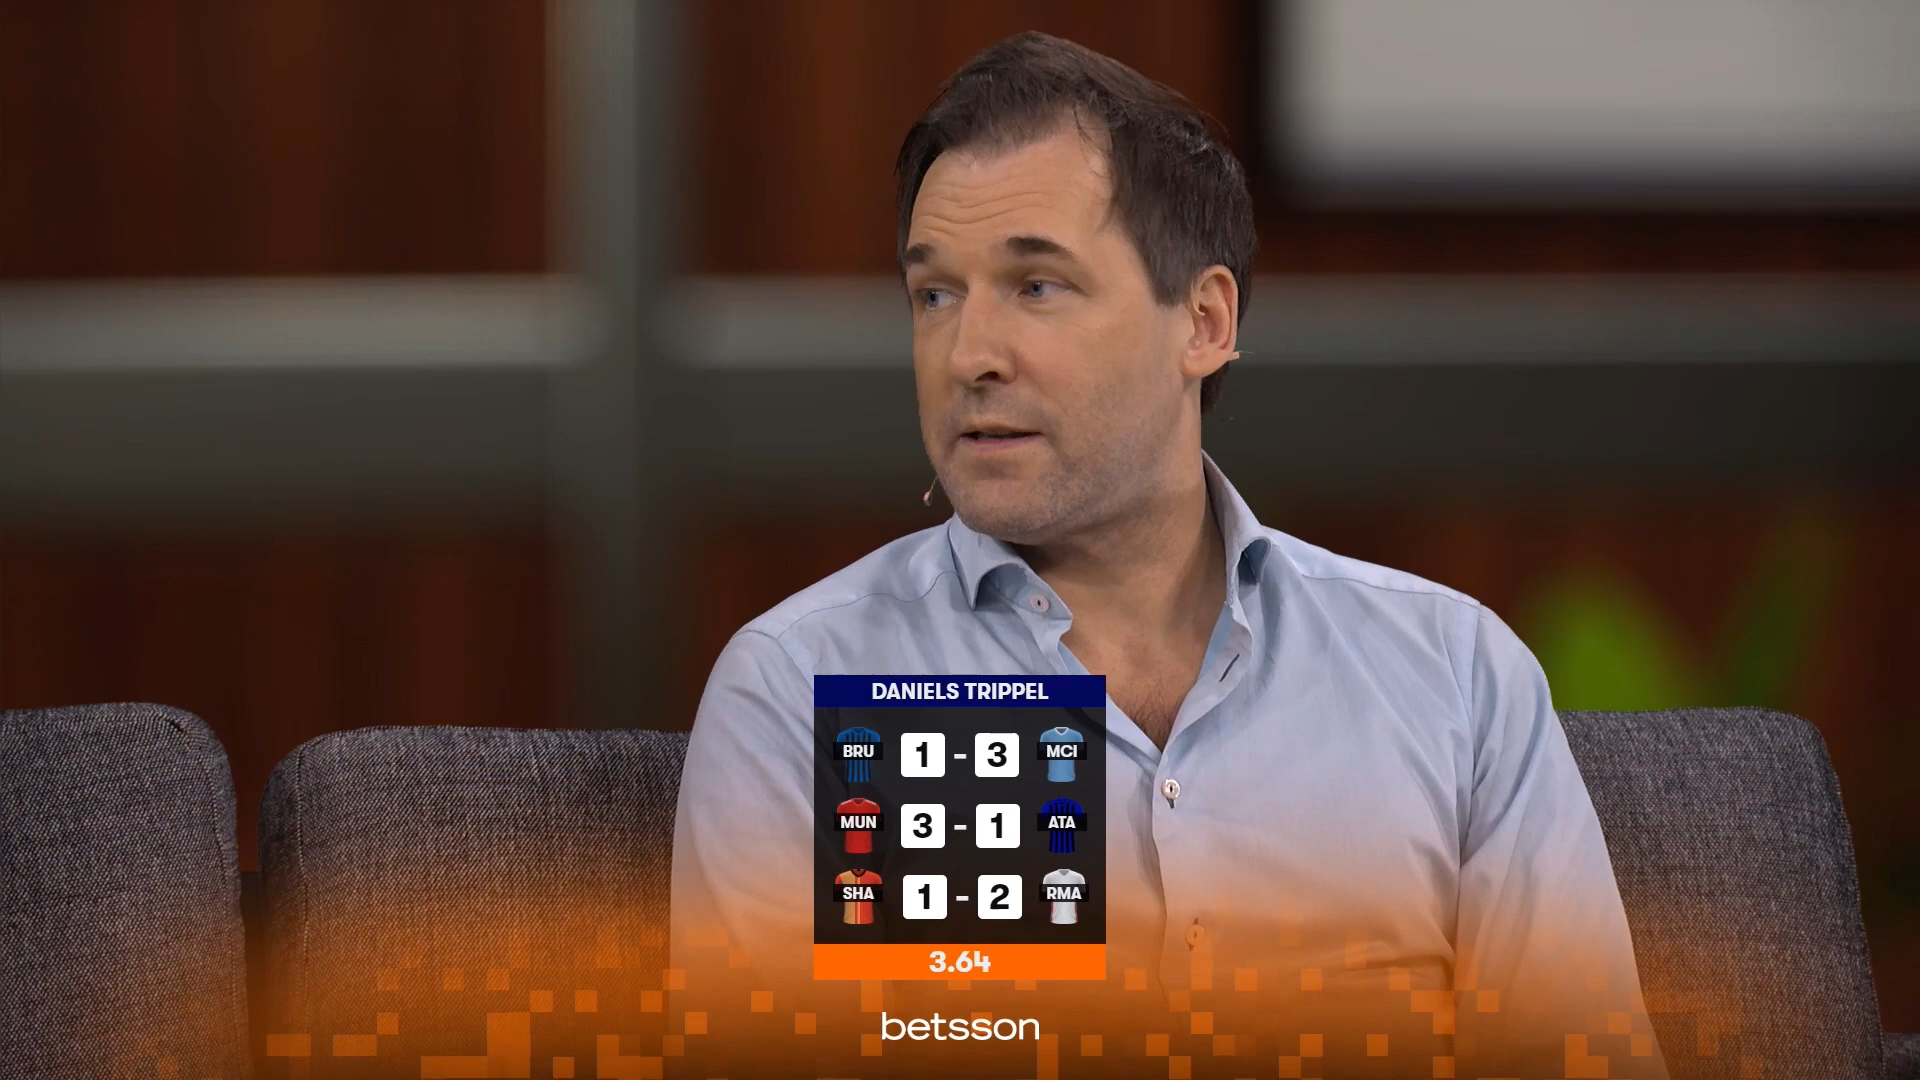 DANIELS TRIPPEL
BRU 1 - 3 MCI
MUN 3 - 1 ATA
SHA 1 - 2 RMA
3.64
betsson